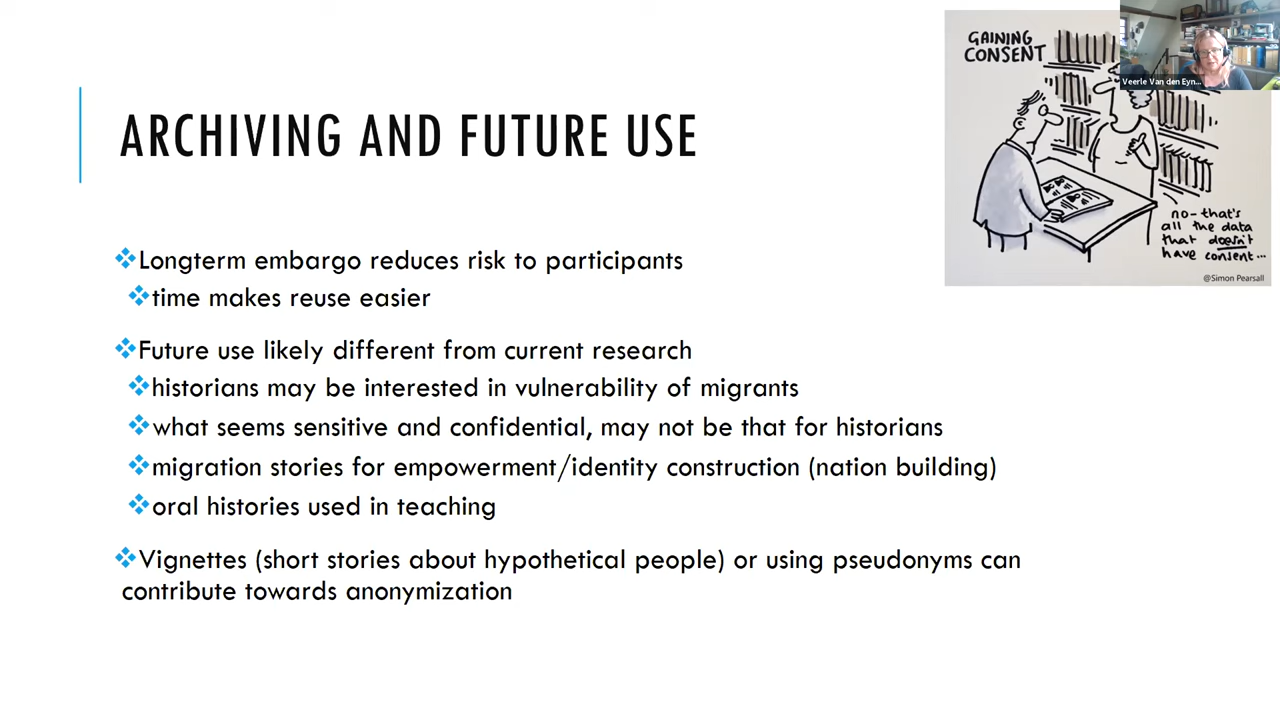 GAINING
CONSENT
Veerle Van den Eyn...
ARCHIVING AND FUTURE USE
no - that's
all the data
that doesn't
have consent...
@Simon Pearsall
Longterm embargo reduces risk to participants
time makes reuse easier
Future use likely different from current research
historians may be interested in vulnerability of migrants
what seems sensitive and confidential, may not be that for historians
migration stories for empowerment/identity construction (nation building)
oral histories used in teaching
Vignettes (short stories about hypothetical people) or using pseudonyms can
contribute towards anonymization